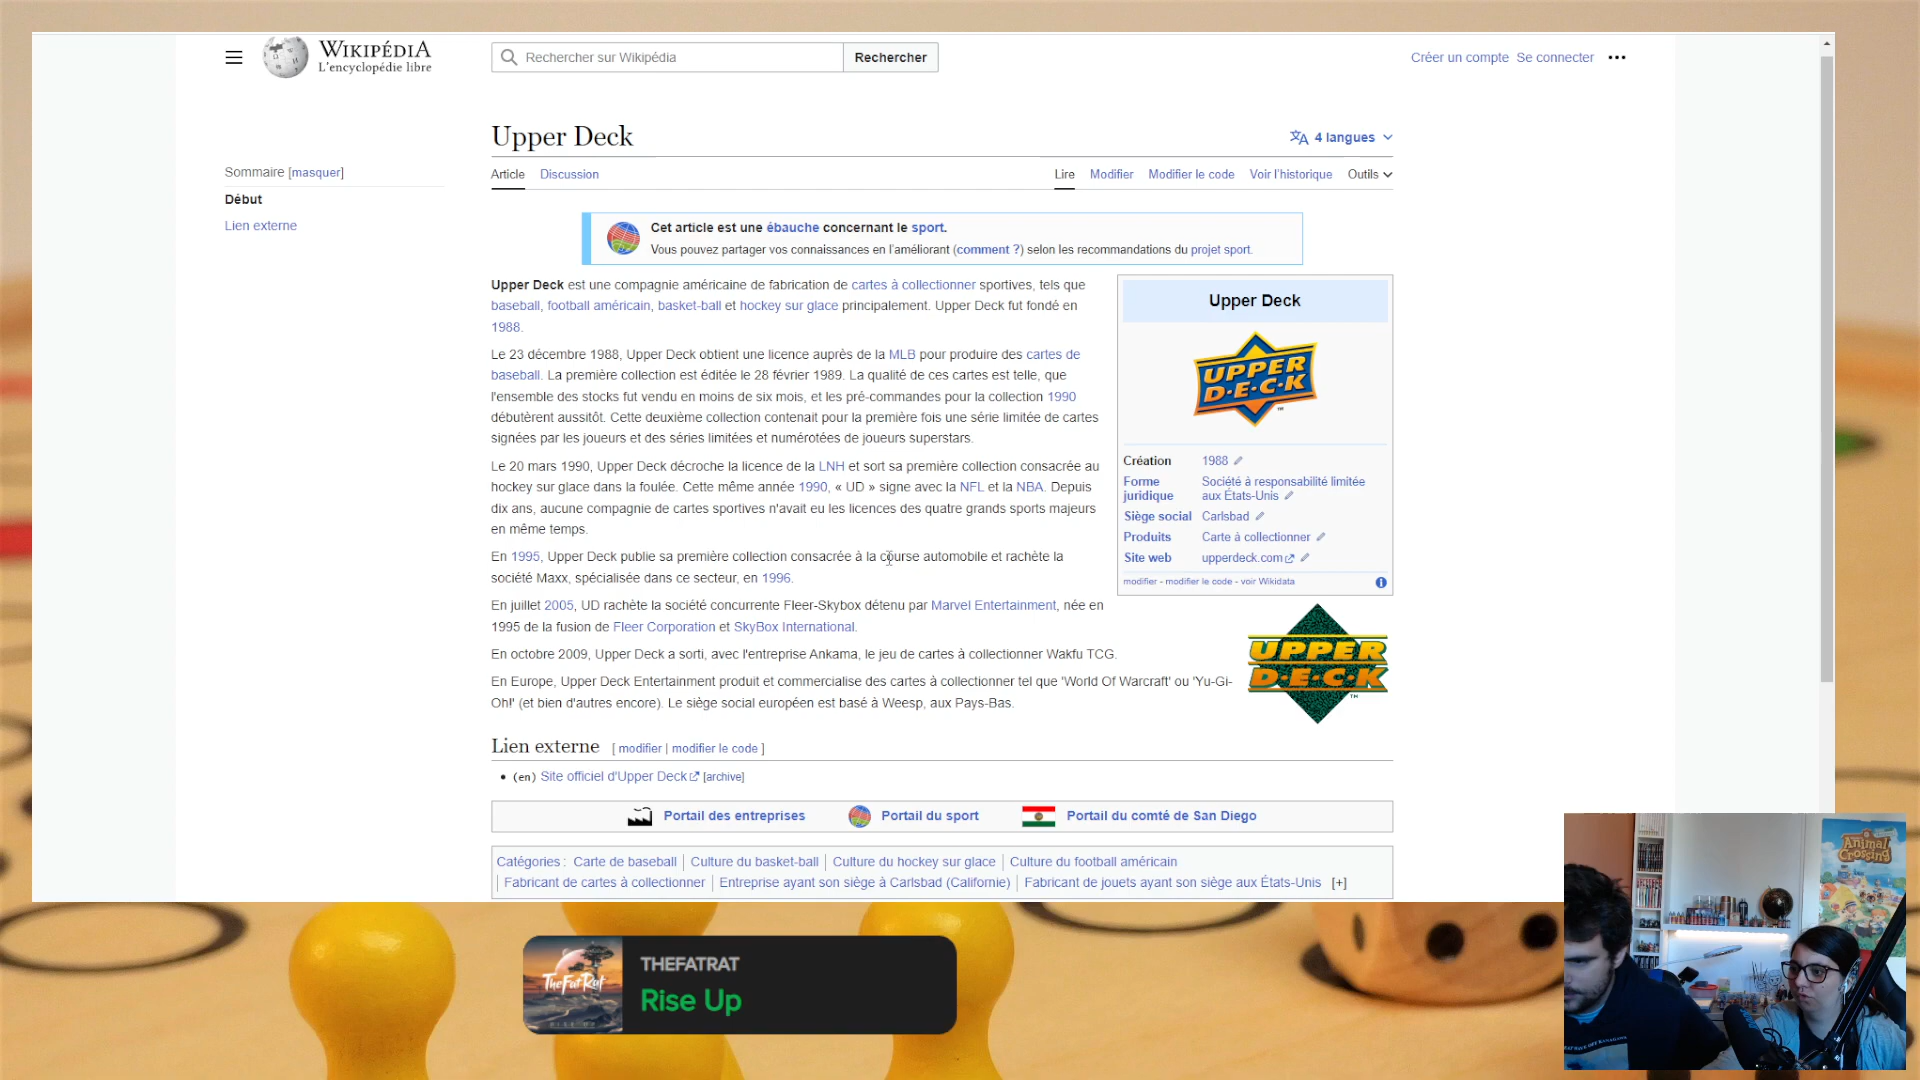 WIKIPÉDIA
L'encyclopédie libre
Rechercher sur Wikipédia
Rechercher
Créer un compte Se connecter
Upper Deck
4 langues
Sommaire [masquer]
Début
Lien externe
Article Discussion
Lire Modifier Modifier le code Voir l'historique Outils
Cet article est une ébauche concernant le sport.
Vous pouvez partager vos connaissances en l'améliorant (comment ?) selon les recommandations du projet sport.
Upper Deck est une compagnie américaine de fabrication de cartes à collectionner sportives, tels que
baseball, football américain, basket-ball et hockey sur glace principalement. Upper Deck fut fondé en
1988.
Le 23 décembre 1988, Upper Deck obtient une licence auprès de la MLB pour produire des cartes de
baseball. La première collection est éditée le 28 février 1989. La qualité de ces cartes est telle, que
l'ensemble des stocks fut vendu en moins de six mois, et les pré-commandes pour la collection 1990
débutèrent aussitôt. Cette deuxième collection contenait pour la première fois une série limitée de cartes
signées par les joueurs et des séries limitées et numérotées de joueurs superstars.
Le 20 mars 1990, Upper Deck décroche la licence de la LNH et sort sa première collection consacrée au
hockey sur glace dans la foulée. Cette même année 1990, « UD » signe avec la NFL et la NBA. Depuis
dix ans, aucune compagnie de cartes sportives n'avait eu les licences des quatre grands sports majeurs
en même temps.
En 1995, Upper Deck publie sa première collection consacrée à la course automobile et rachète la
société Maxx, spécialisée dans ce secteur, en 1996.
En juillet 2005, UD rachète la société concurrente Fleer-Skybox détenu par Marvel Entertainment, née en
1995 de la fusion de Fleer Corporation et SkyBox International.
En octobre 2009, Upper Deck a sorti, avec l'entreprise Ankama, le jeu de cartes à collectionner Wakfu TCG.
En Europe, Upper Deck Entertainment produit et commercialise des cartes à collectionner tel que 'World Of Warcraft' ou 'Yu-Gi-
Oh!' (et bien d'autres encore). Le siège social européen est basé à Weesp, aux Pays-Bas.
Upper Deck
UPPER
D·E·C·K
TM
Création 1988
Forme juridique Société à responsabilité limitée
aux États-Unis
Siège social Carlsbad
Produits Carte à collectionner
Site web upperdeck.com
modifier - modifier le code - voir Wikidata
UPPER
D·E·C·K
TM
Lien externe [ modifier | modifier le code ]
• (en) Site officiel d'Upper Deck [archive]
Portail des entreprises Portail du sport Portail du comté de San Diego
Catégories : Carte de baseball | Culture du basket-ball | Culture du hockey sur glace | Culture du football américain
| Fabricant de cartes à collectionner | Entreprise ayant son siège à Carlsbad (Californie) | Fabricant de jouets ayant son siège aux États-Unis [+]
TheFatRat
RISE UP
THEFATRAT
Rise Up
Animal
Crossing